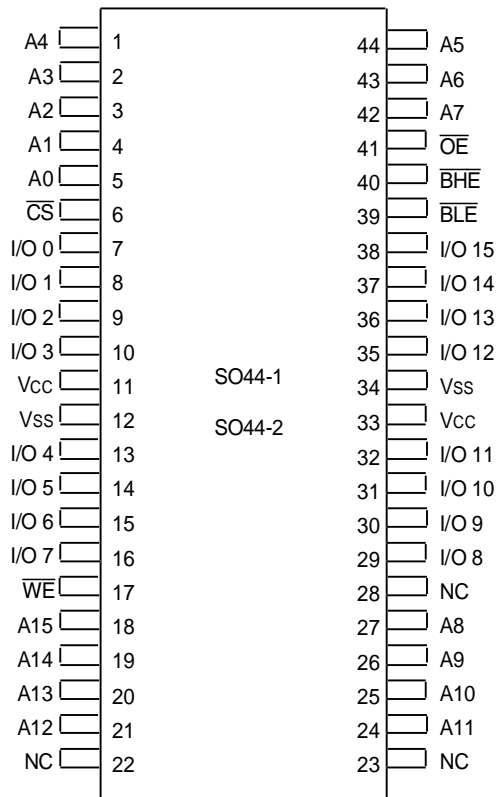 A4 1 44 A5
A3 2 43 A6
A2 3 42 A7
A1 4 41 OE
A0 5 40 BHE
CS 6 39 BLE
I/O 0 7 38 I/O 15
I/O 1 8 37 I/O 14
I/O 2 9 36 I/O 13
I/O 3 10 35 I/O 12
VCC 11 SO44-1 34 VSS
VSS 12 SO44-2 33 VCC
I/O 4 13 32 I/O 11
I/O 5 14 31 I/O 10
I/O 6 15 30 I/O 9
I/O 7 16 29 I/O 8
WE 17 28 NC
A15 18 27 A8
A14 19 26 A9
A13 20 25 A10
A12 21 24 A11
NC 22 23 NC